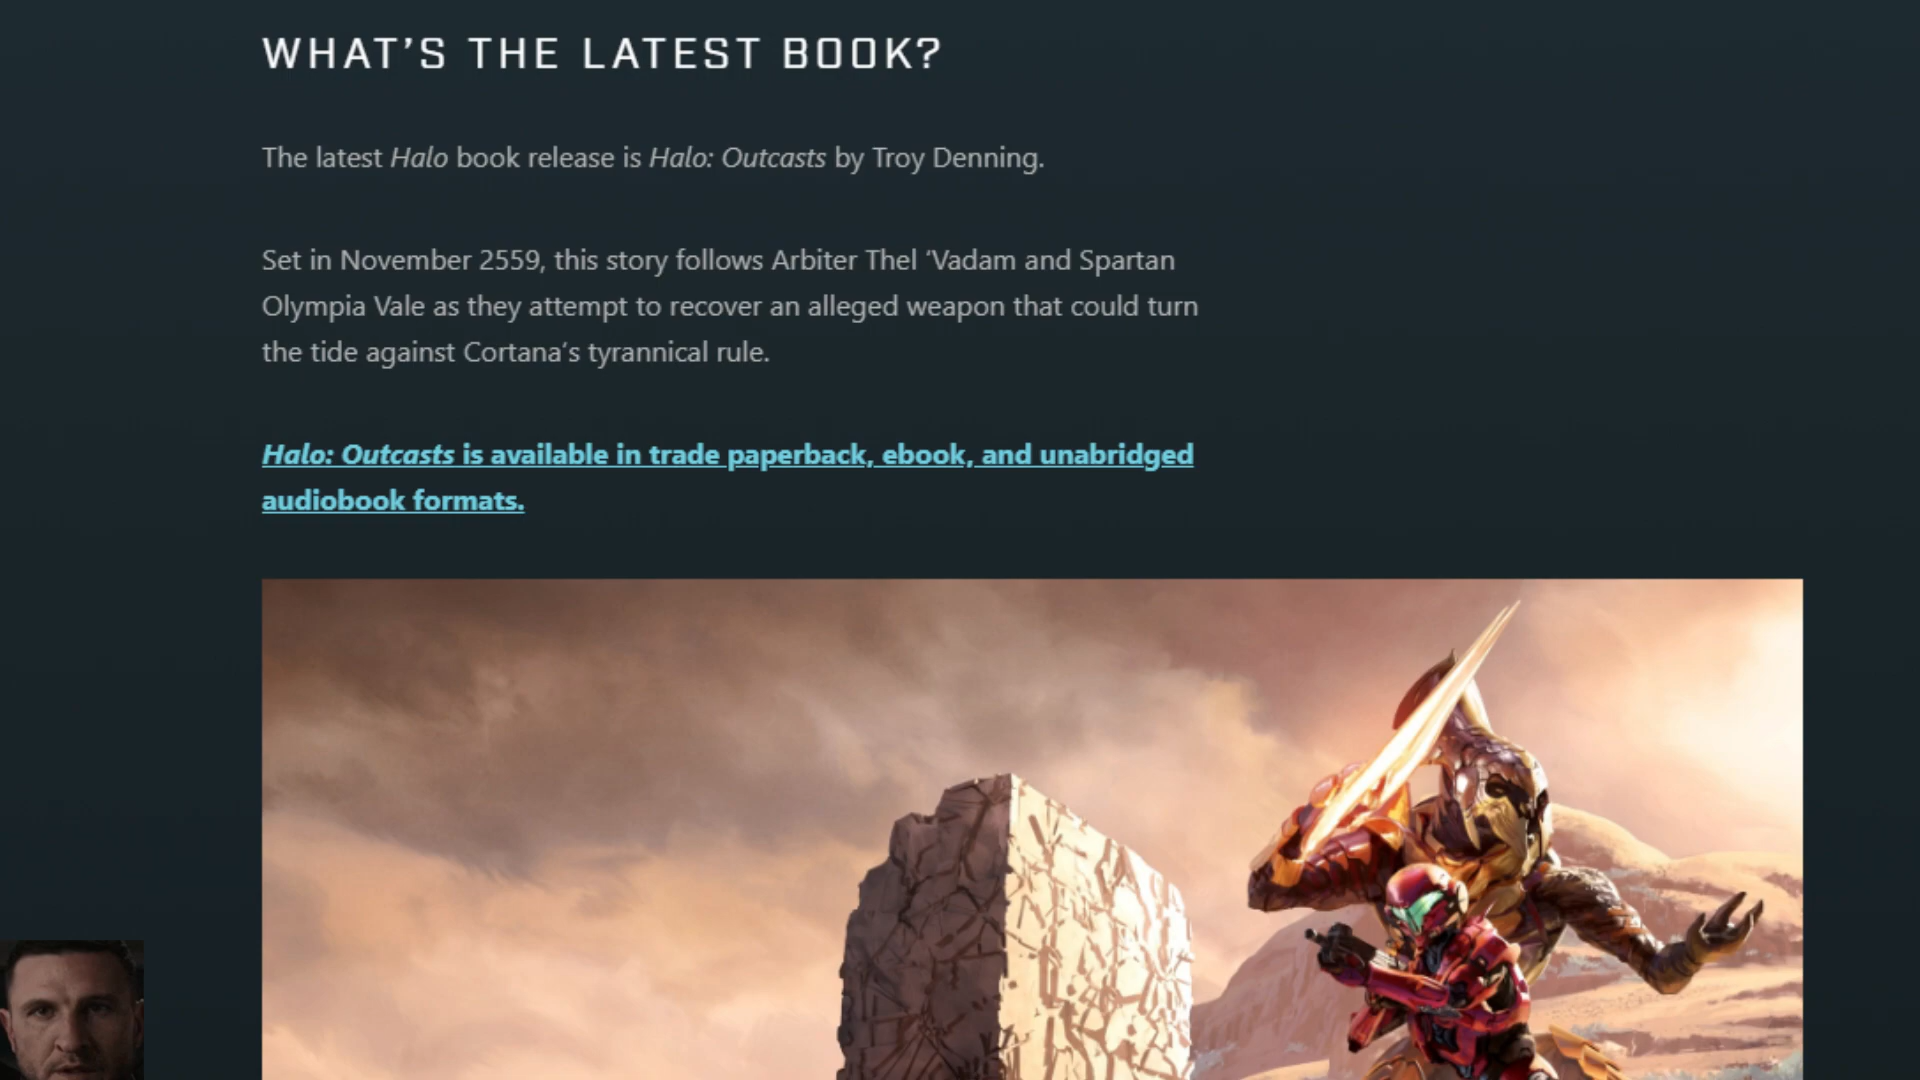 WHAT’S THE LATEST BOOK?
The latest Halo book release is Halo: Outcasts by Troy Denning.
Set in November 2559, this story follows Arbiter Thel ‘Vadam and Spartan
Olympia Vale as they attempt to recover an alleged weapon that could turn
the tide against Cortana’s tyrannical rule.
Halo: Outcasts is available in trade paperback, ebook, and unabridged
audiobook formats.